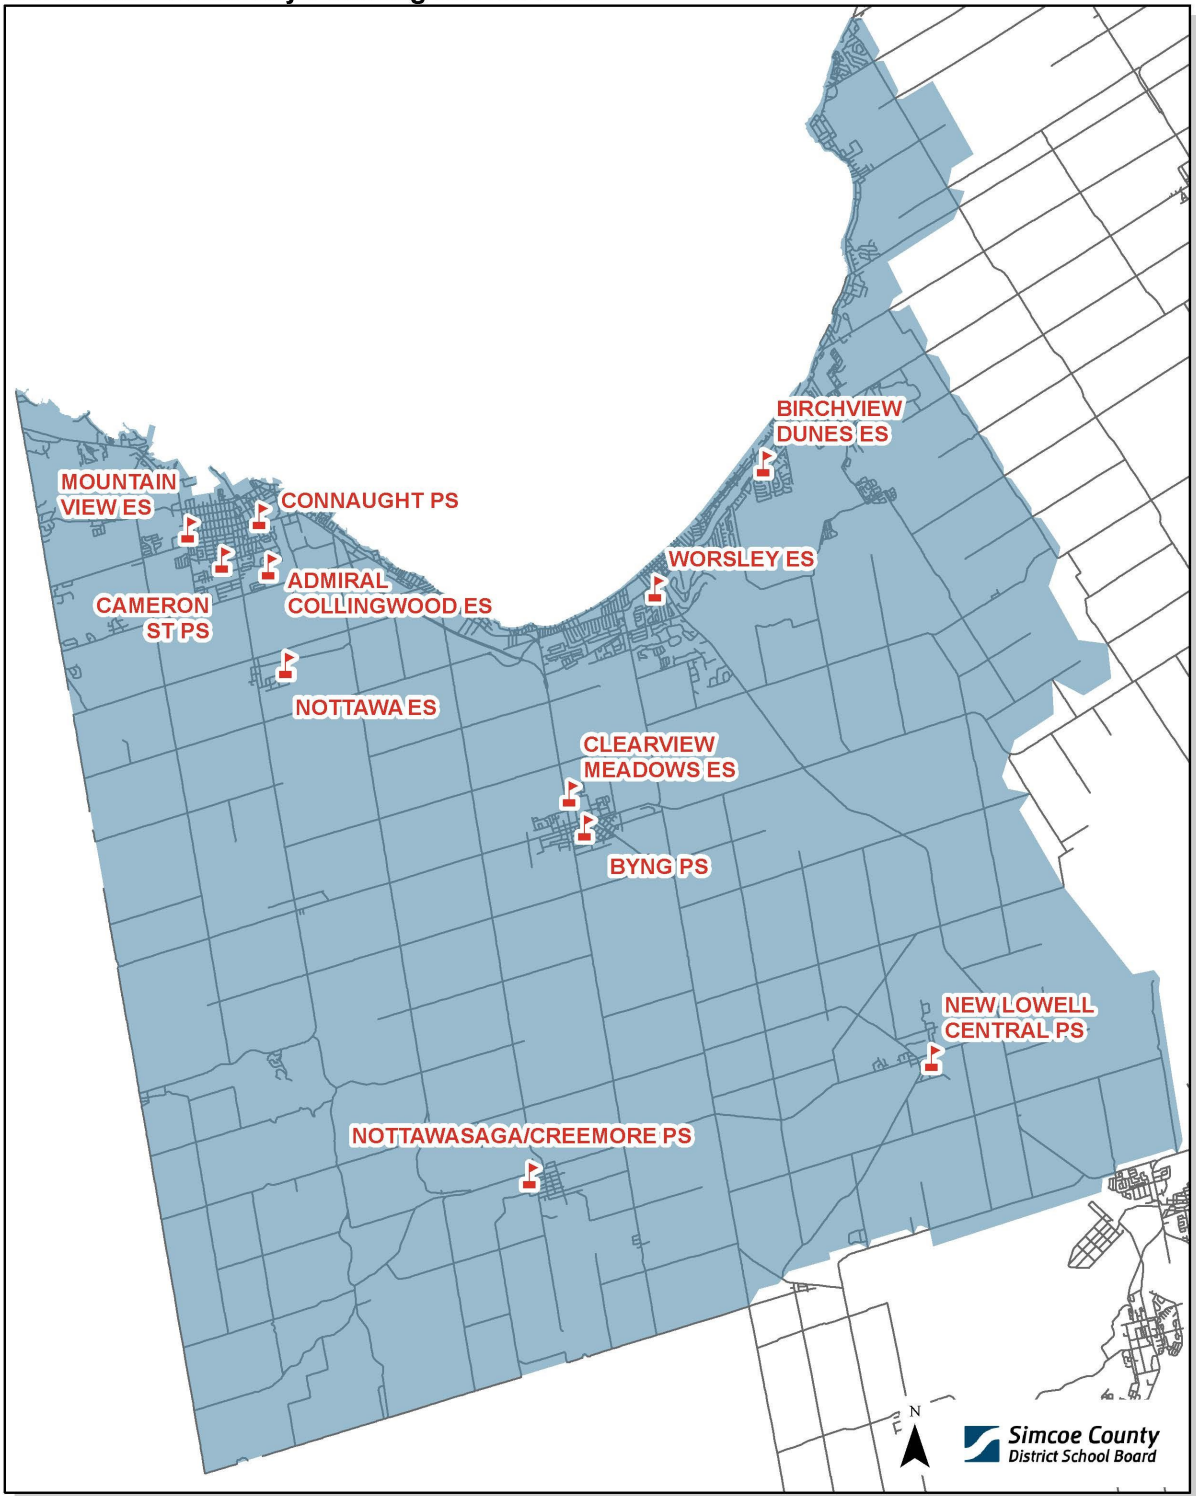 BIRCHVIEW
DUNES ES
MOUNTAIN
VIEW ES
CONNAUGHT PS
WORSLEY ES
ADMIRAL
COLLINGWOOD ES
CAMERON
ST PS
NOTTAWA ES
CLEARVIEW
MEADOWS ES
BYNG PS
NEW LOWELL
CENTRAL PS
NOTTAWASAGA/CREEMORE PS
N
Simcoe County
District School Board